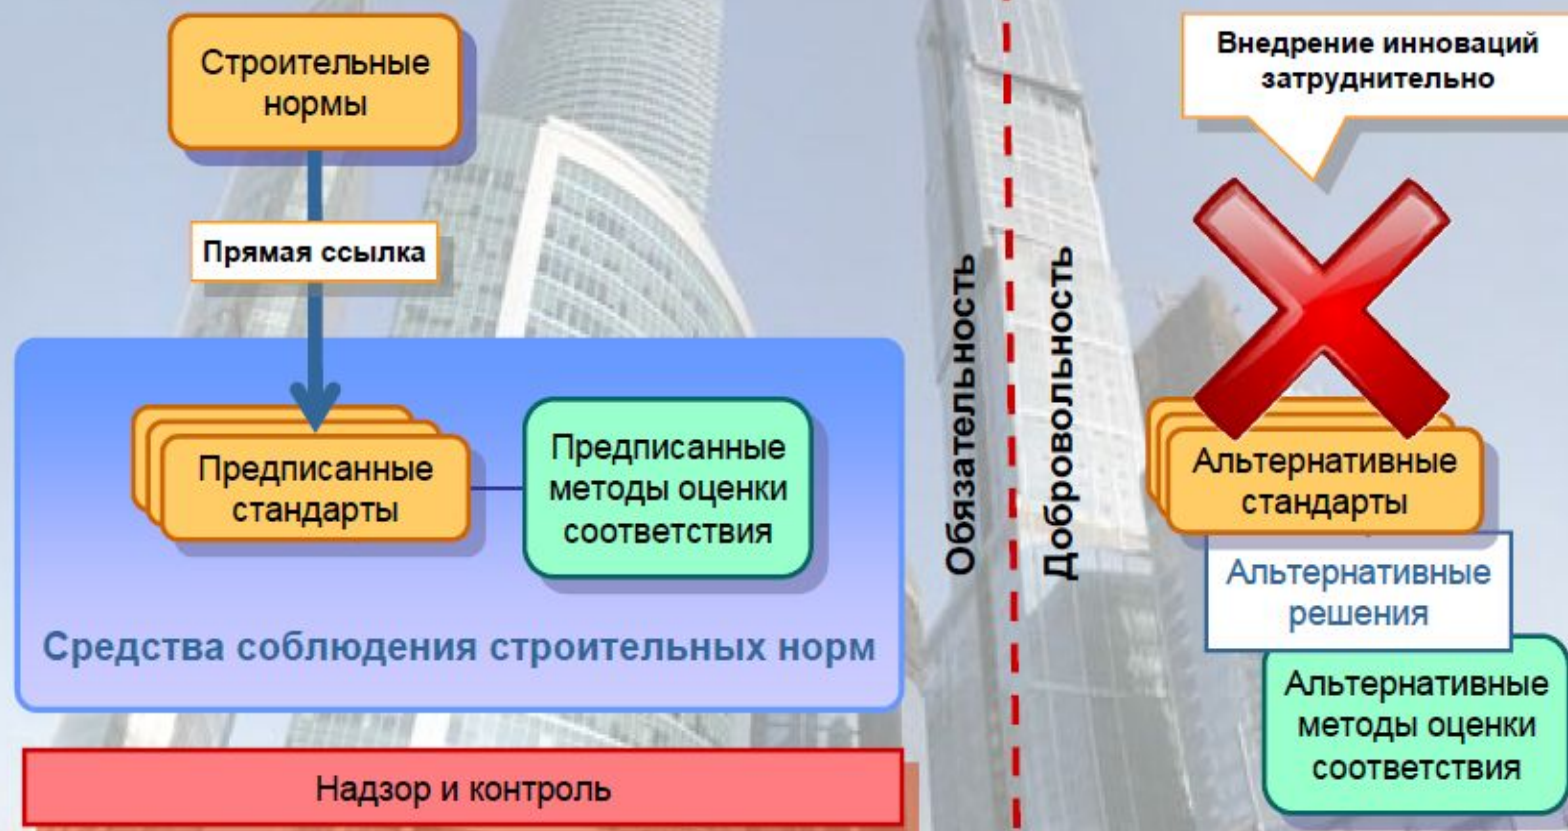 Строительные
нормы
Прямая ссылка
Предписанные
стандарты
Предписанные
методы оценки
соответствия
Средства соблюдения строительных норм
Надзор и контроль
Обязательность
Добровольность
Внедрение инноваций
затруднительно
Альтернативные
стандарты
Альтернативные
решения
Альтернативные
методы оценки
соответствия